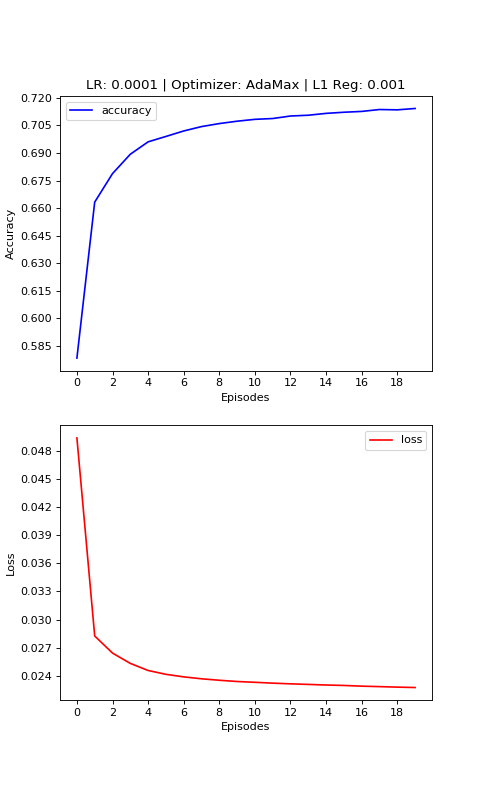 LR: 0.0001 | Optimizer: AdaMax | L1 Reg: 0.001
accuracy
Accuracy
0.720
0.705
0.690
0.675
0.660
0.645
0.630
0.615
0.600
0.585
0 2 4 6 8 10 12 14 16 18
Episodes
loss
Loss
0.048
0.045
0.042
0.039
0.036
0.033
0.030
0.027
0.024
0 2 4 6 8 10 12 14 16 18
Episodes